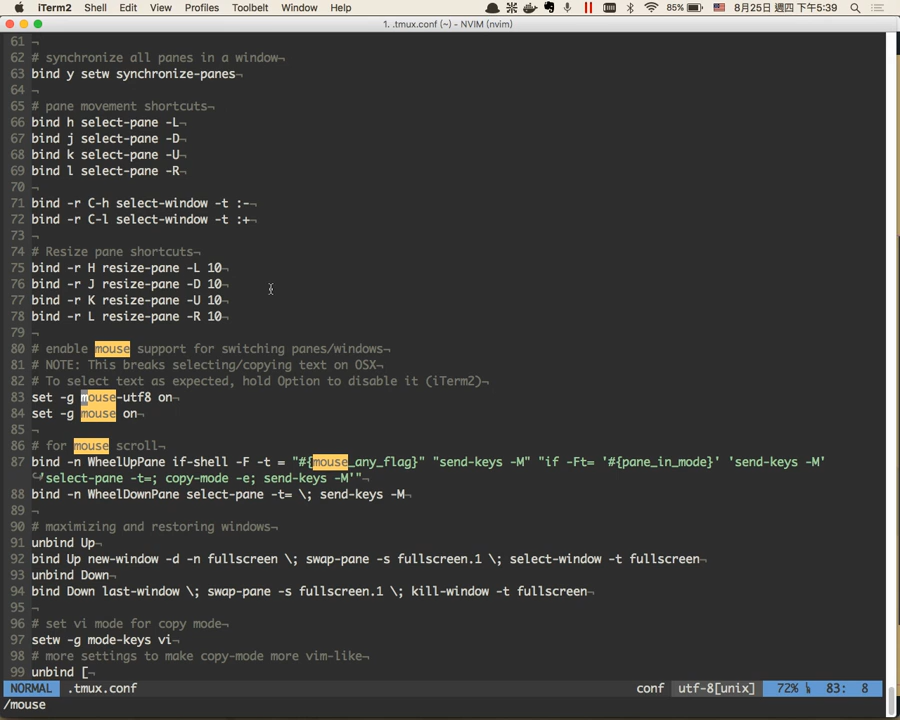 iTerm2 Shell Edit View Profiles Toolbelt Window Help 85% 8月25日 週四 下午5:39
1. .tmux.conf (~) - NVIM (nvim)
61 ¬
62 # synchronize all panes in a window¬
63 bind y setw synchronize-panes¬
64 ¬
65 # pane movement shortcuts¬
66 bind h select-pane -L¬
67 bind j select-pane -D¬
68 bind k select-pane -U¬
69 bind l select-pane -R¬
70 ¬
71 bind -r C-h select-window -t :-¬
72 bind -r C-l select-window -t :+¬
73 ¬
74 # Resize pane shortcuts¬
75 bind -r H resize-pane -L 10¬
76 bind -r J resize-pane -D 10¬
77 bind -r K resize-pane -U 10¬
78 bind -r L resize-pane -R 10¬
79 ¬
80 # enable mouse support for switching panes/windows¬
81 # NOTE: This breaks selecting/copying text on OSX¬
82 # To select text as expected, hold Option to disable it (iTerm2)¬
83 set -g mouse-utf8 on¬
84 set -g mouse on¬
85 ¬
86 # for mouse scroll¬
87 bind -n WheelUpPane if-shell -F -t = "#{mouse_any_flag}" "send-keys -M" "if -Ft= '#{pane_in_mode}' 'send-keys -M'
'select-pane -t=; copy-mode -e; send-keys -M'"¬
88 bind -n WheelDownPane select-pane -t= \; send-keys -M¬
89 ¬
90 # maximizing and restoring windows¬
91 unbind Up¬
92 bind Up new-window -d -n fullscreen \; swap-pane -s fullscreen.1 \; select-window -t fullscreen¬
93 unbind Down¬
94 bind Down last-window \; swap-pane -s fullscreen.1 \; kill-window -t fullscreen¬
95 ¬
96 # set vi mode for copy mode¬
97 setw -g mode-keys vi¬
98 # more settings to make copy-mode more vim-like¬
99 unbind [¬
NORMAL .tmux.conf conf utf-8[unix] 72% 83: 8
/mouse